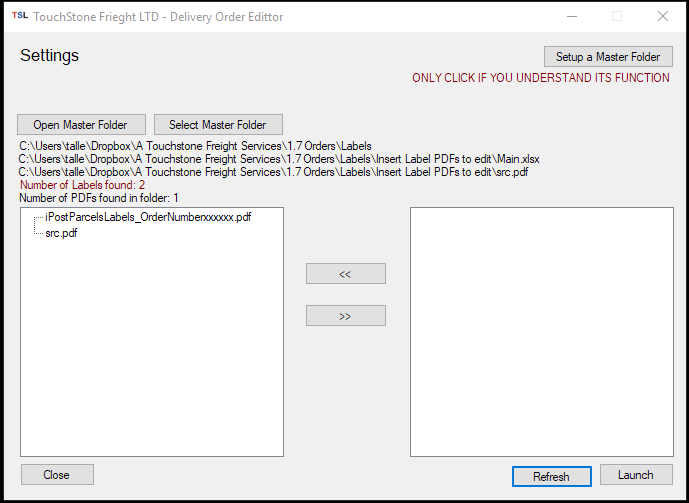 TSL TouchStone Frieght LTD - Delivery Order Edittor
Settings
Setup a Master Folder
ONLY CLICK IF YOU UNDERSTAND ITS FUNCTION
Open Master Folder
Select Master Folder
C:\Users\talle\Dropbox\A Touchstone Freight Services\1.7 Orders\Labels
C:\Users\talle\Dropbox\A Touchstone Freight Services\1.7 Orders\Labels\Insert Label PDFs to edit\Main.xlsx
C:\Users\talle\Dropbox\A Touchstone Freight Services\1.7 Orders\Labels\Insert Label PDFs to edit\src.pdf
Number of Labels found: 2
Number of PDFs found in folder: 1
iPostParcelsLabels_OrderNumberxxxxxx.pdf
src.pdf
<<
>>
Close
Refresh
Launch